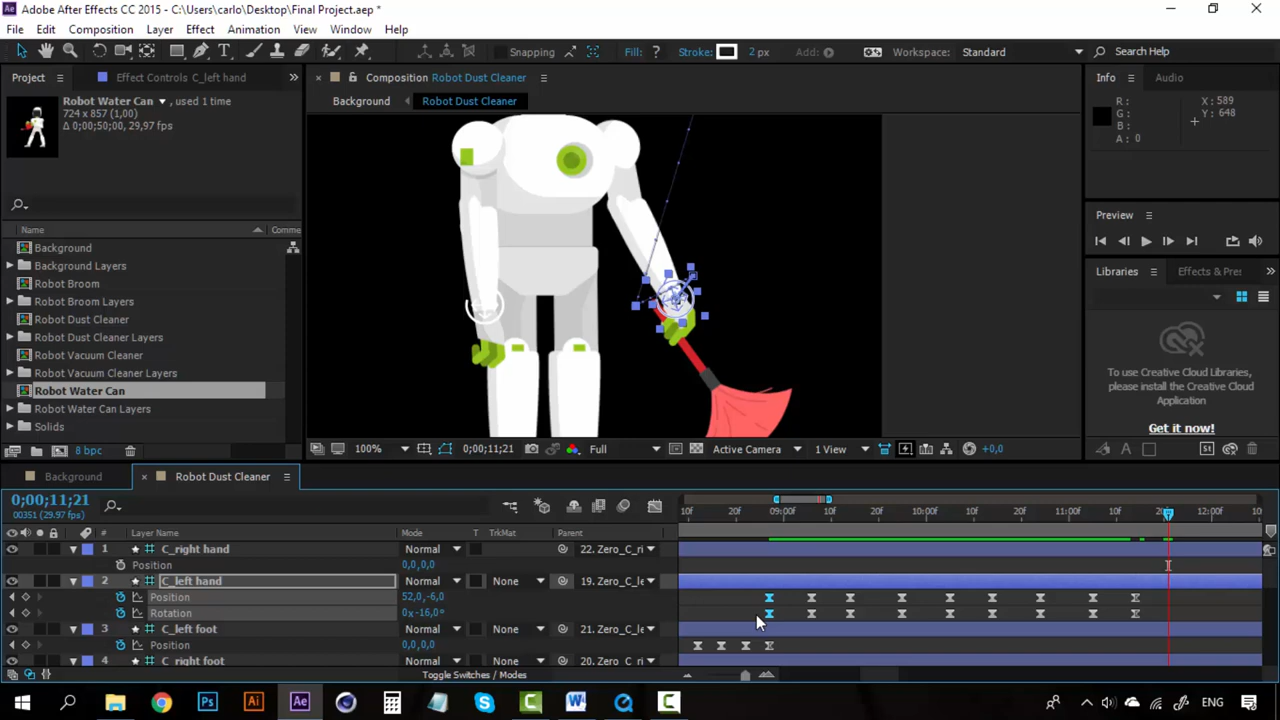 Adobe After Effects CC 2015 - C:\Users\carlo\Desktop\Final Project.aep *
File Edit Composition Layer Effect Animation View Window Help
Snapping Fill: ? Stroke: 2 px Add: Workspace: Standard Search Help
Project Effect Controls C_left hand Composition Robot Dust Cleaner Info Audio
Robot Water Can , used 1 time
724 x 857 (1,00)
Δ 0;00;50;00, 29,97 fps
Background Robot Dust Cleaner
R :
G :
B :
A : 0
X : 589
Y : 648
Name Comme
Background
Background Layers
Robot Broom
Robot Broom Layers
Robot Dust Cleaner
Robot Dust Cleaner Layers
Robot Vacuum Cleaner
Robot Vacuum Cleaner Layers
Robot Water Can
Robot Water Can Layers
Solids
8 bpc
Preview
Libraries Effects & Pres
To use Creative Cloud Libraries,
please install the Creative Cloud
Application
Get it now!
100% 0;00;11;21 Full Active Camera 1 View +0,0
Background Robot Dust Cleaner
0;00;11;21
00351 (29.97 fps)
10f 20f 09:00f 10f 20f 10:00f 10f 20f 11:00f 10f 20f 12:00f 10f
# Layer Name Mode T TrkMat Parent
1 C_right hand Normal 22. Zero_C_ri
Position 0,0,0,0
2 C_left hand Normal None 19. Zero_C_le
Position 52,0,-6,0
Rotation 0x-16,0°
3 C_left foot Normal None 21. Zero_C_le
Position 0,0,0,0
4 C_right foot Normal None 20. Zero_C_ri
Toggle Switches / Modes
Ps Ai Ae ENG